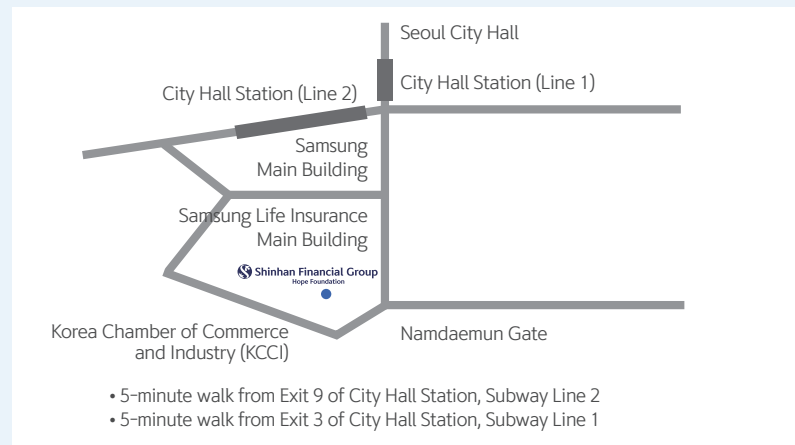 Seoul City Hall
City Hall Station (Line 1)
City Hall Station (Line 2)
Samsung
Main Building
Samsung Life Insurance
Main Building
Shinhan Financial Group
Hope Foundation
Korea Chamber of Commerce
and Industry (KCCI)
Namdaemun Gate
• 5-minute walk from Exit 9 of City Hall Station, Subway Line 2
• 5-minute walk from Exit 3 of City Hall Station, Subway Line 1